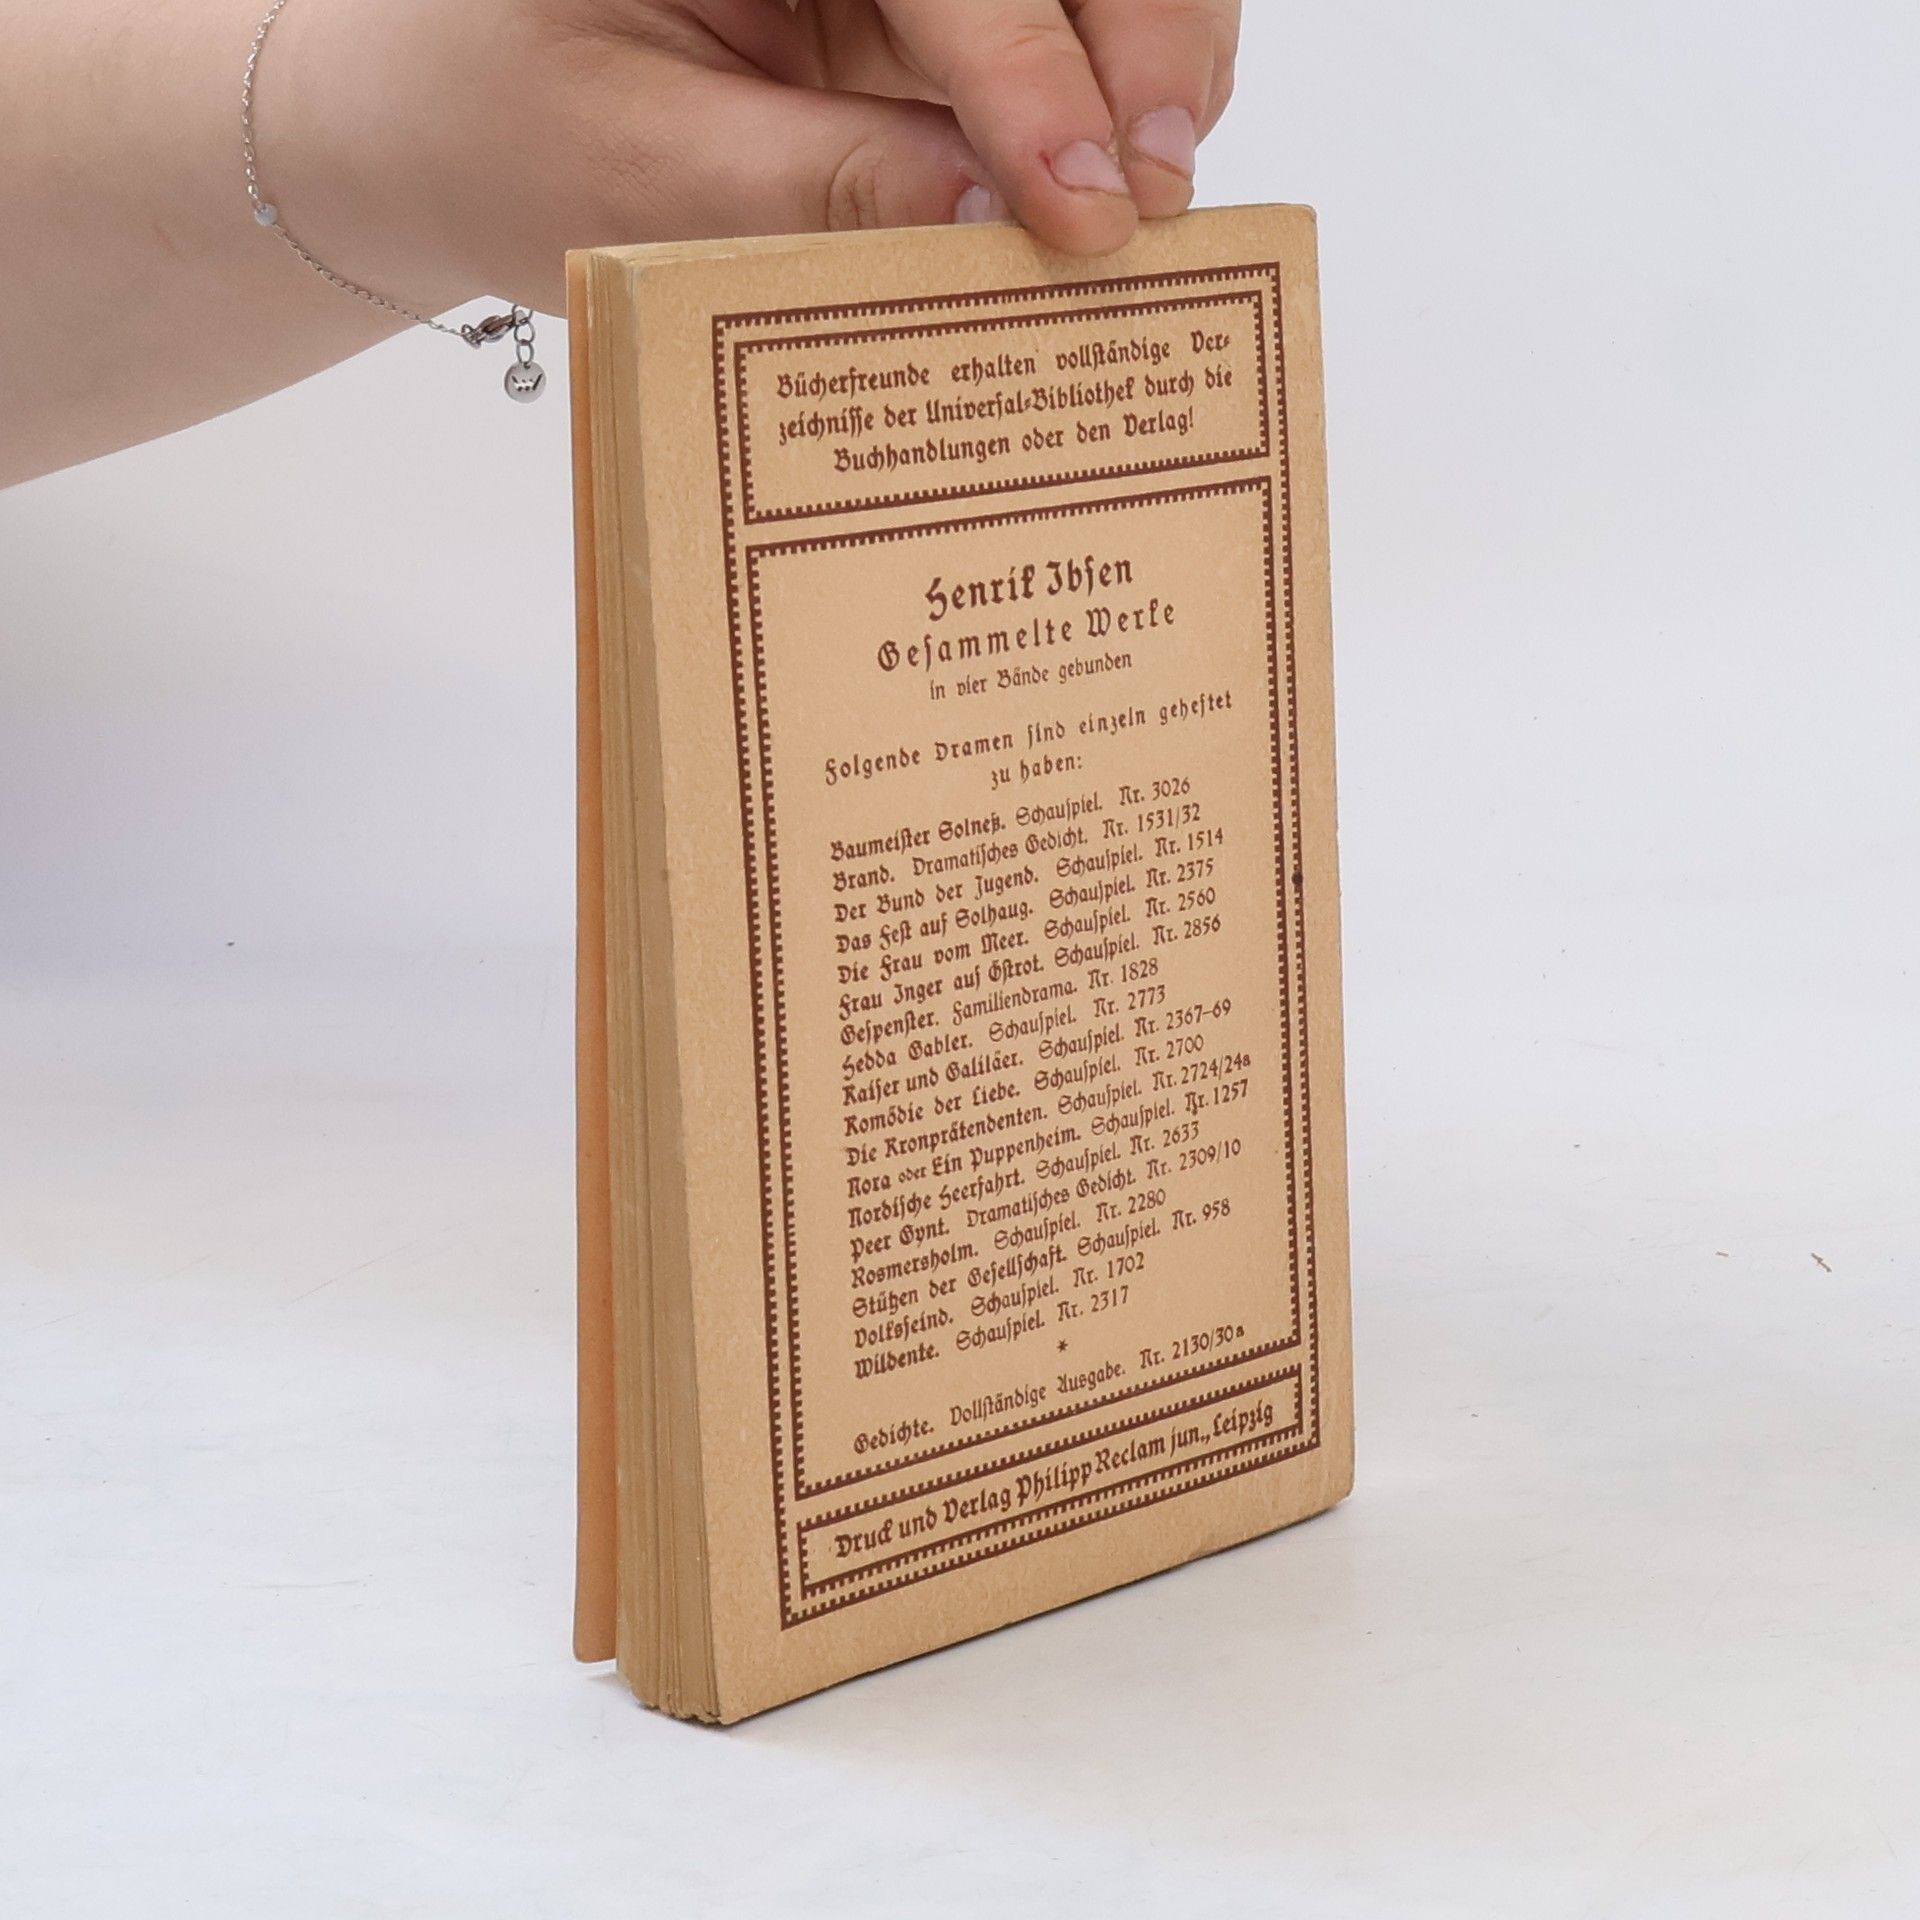 Bücherfreunde erhalten vollständige Ver-
zeichnisse der Universal-Bibliothek durch die
Buchhandlungen oder den Verlag!
Henrik Ibsen
Gesammelte Werke
in vier Bände gebunden
Folgende Dramen sind einzeln geheftet
zu haben:
Baumeister Solneß. Schauspiel. Nr. 3026
Brand. Dramatisches Gedicht. Nr. 1531/32
Der Bund der Jugend. Schauspiel. Nr. 1514
Das Fest auf Solhaug. Schauspiel. Nr. 2375
Die Frau vom Meer. Schauspiel. Nr. 2560
Frau Inger auf Östrot. Schauspiel. Nr. 2856
Gespenster. Familiendrama. Nr. 1828
Hedda Gabler. Schauspiel. Nr. 2773
Kaiser und Galiläer. Schauspiel. Nr. 2367-69
Komödie der Liebe. Schauspiel. Nr. 2700
Die Kronprätendenten. Schauspiel. Nr. 2724/24a
Nora oder Ein Puppenheim. Schauspiel. Nr. 1257
Nordische Heerfahrt. Schauspiel. Nr. 2633
Peer Gynt. Dramatisches Gedicht. Nr. 2309/10
Rosmersholm. Schauspiel. Nr. 2280
Stützen der Gesellschaft. Schauspiel. Nr. 958
Volksfeind. Schauspiel. Nr. 1702
Wildente. Schauspiel. Nr. 2317
*
Gedichte. Vollständige Ausgabe. Nr. 2130/30a
Druck und Verlag Philipp Reclam jun., Leipzig